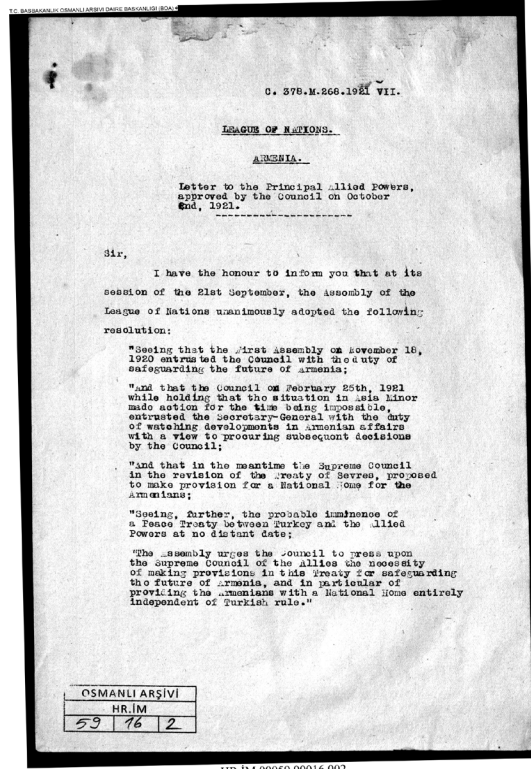 T.C. BAŞBAKANLIK OSMANLI ARŞİVİ DAİRE BAŞKANLIĞI (BOA)
C. 378.M.268.1921 VII.
LEAGUE OF NATIONS.
ARMENIA.
Letter to the Principal Allied Powers,
approved by the Council on October
2nd, 1921.
Sir,
I have the honour to inform you that at its
session of the 21st September, the Assembly of the
League of Nations unanimously adopted the following
resolution:
"Seeing that the First Assembly on November 18,
1920 entrusted the Council with the duty of
safeguarding the future of Armenia;
"And that the Council on February 25th, 1921
while holding that the situation in Asia Minor
made action for the time being impossible,
entrusted the Secretary-General with the duty
of watching developments in Armenian affairs
with a view to procuring subsequent decisions
by the Council;
"And that in the meantime the Supreme Council
in the revision of the Treaty of Sevres, proposed
to make provision for a National Home for the
Armenians;
"Seeing, further, the probable imminence of
a Peace Treaty between Turkey and the Allied
Powers at no distant date;
"The Assembly urges the Council to press upon
the Supreme Council of the Allies the necessity
of making provisions in this Treaty for safeguarding
the future of Armenia, and in particular of
providing the Armenians with a National Home entirely
independent of Turkish rule."
OSMANLI ARŞİVİ
HR.İM
59 16 2